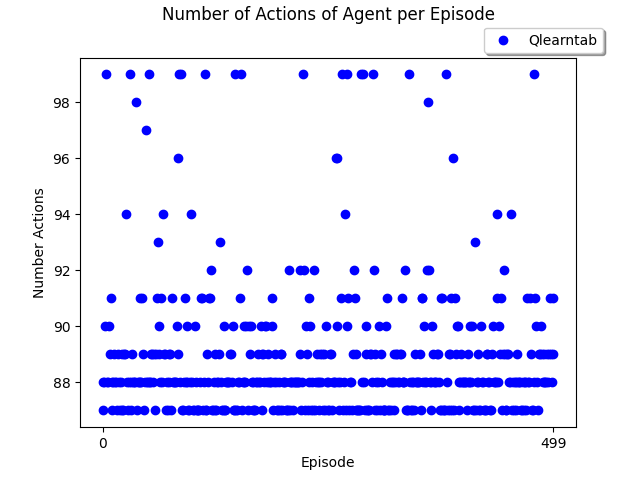 Number of Actions of Agent per Episode
Qlearntab
98
96
94
92
90
88
Number Actions
0
499
Episode